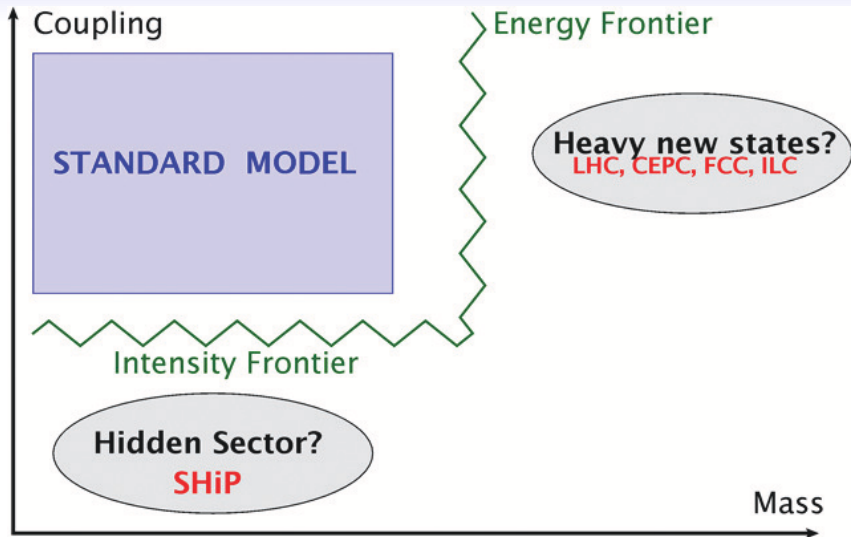 Coupling
Energy Frontier
STANDARD MODEL
Heavy new states?
LHC, CEPC, FCC, ILC
Intensity Frontier
Hidden Sector?
SHiP
Mass